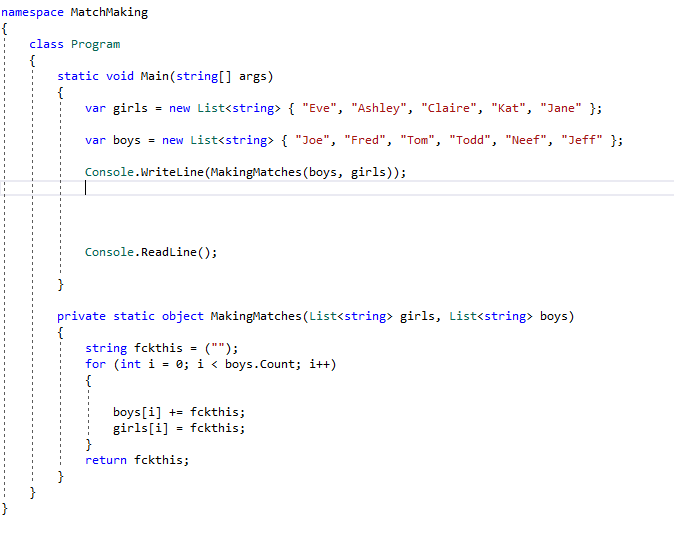 namespace MatchMaking
{
class Program
{
static void Main(string[] args)
{
var girls = new List<string> { "Eve", "Ashley", "Claire", "Kat", "Jane" };
var boys = new List<string> { "Joe", "Fred", "Tom", "Todd", "Neef", "Jeff" };
Console.WriteLine(MakingMatches(boys, girls));
Console.ReadLine();
}
private static object MakingMatches(List<string> girls, List<string> boys)
{
string fckthis = ("");
for (int i = 0; i < boys.Count; i++)
{
boys[i] += fckthis;
girls[i] = fckthis;
}
return fckthis;
}
}
}